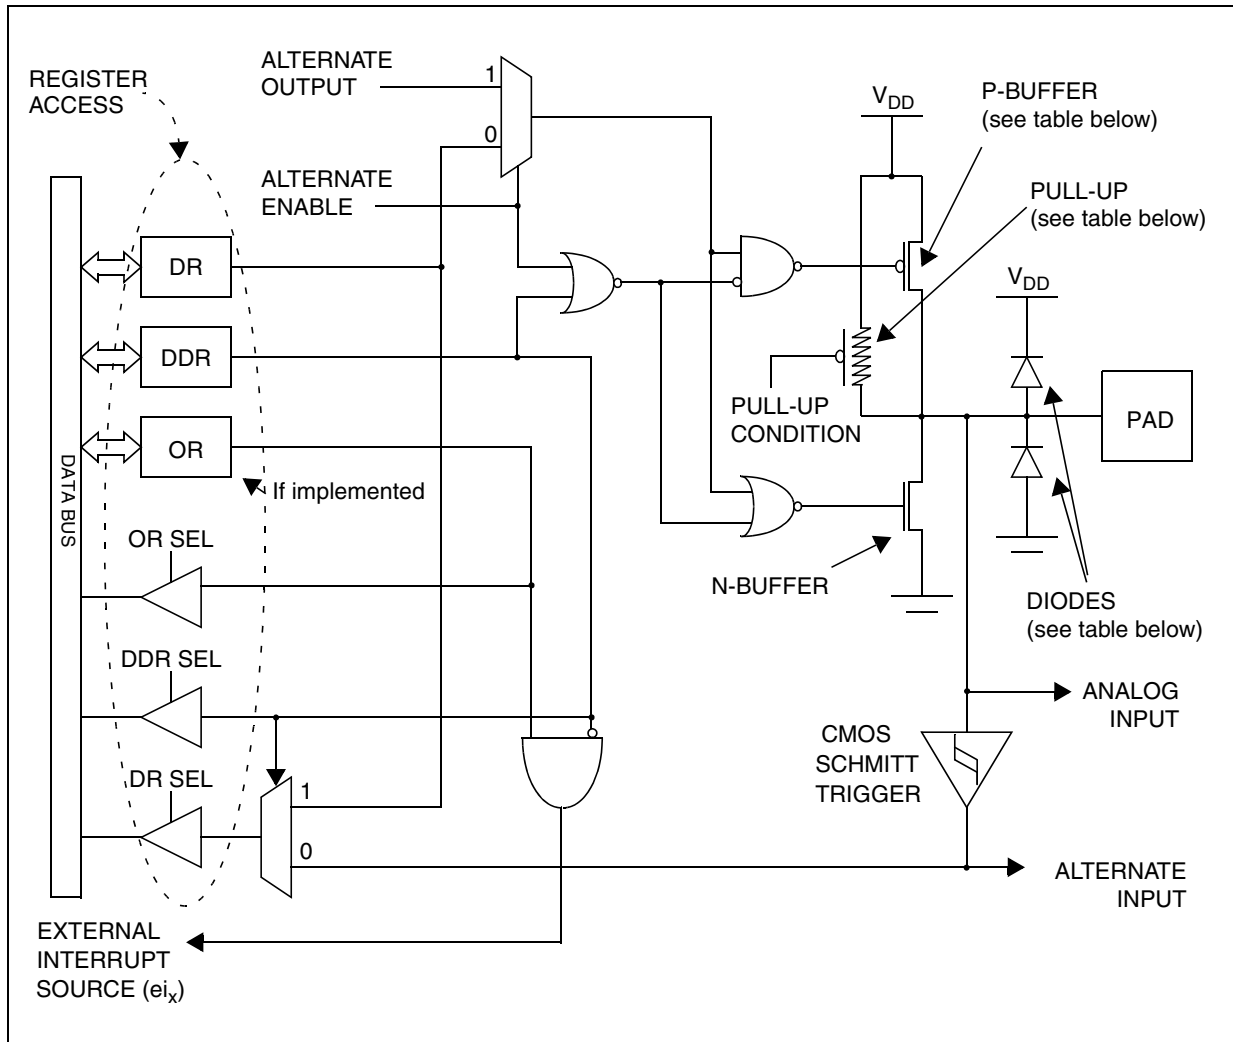 REGISTER
ACCESS
ALTERNATE
OUTPUT
1
0
ALTERNATE
ENABLE
VDD
P-BUFFER
(see table below)
PULL-UP
(see table below)
DR
DDR
OR
If implemented
DATA BUS
VDD
PULL-UP
CONDITION
PAD
N-BUFFER
DIODES
(see table below)
OR SEL
DDR SEL
DR SEL
1
0
ANALOG
INPUT
CMOS
SCHMITT
TRIGGER
ALTERNATE
INPUT
EXTERNAL
INTERRUPT
SOURCE (eix)